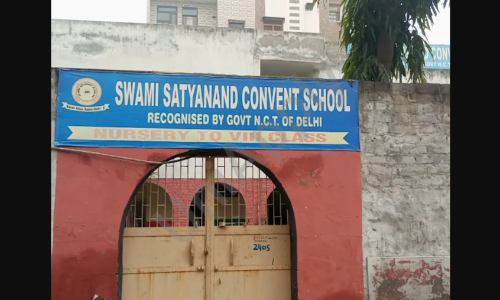 SWAMI SATYANAND CONVENT SCHOOL
RECOGNISED BY GOVT N.C.T. OF DELHI
NURSERY TO VIII CLASS
2405